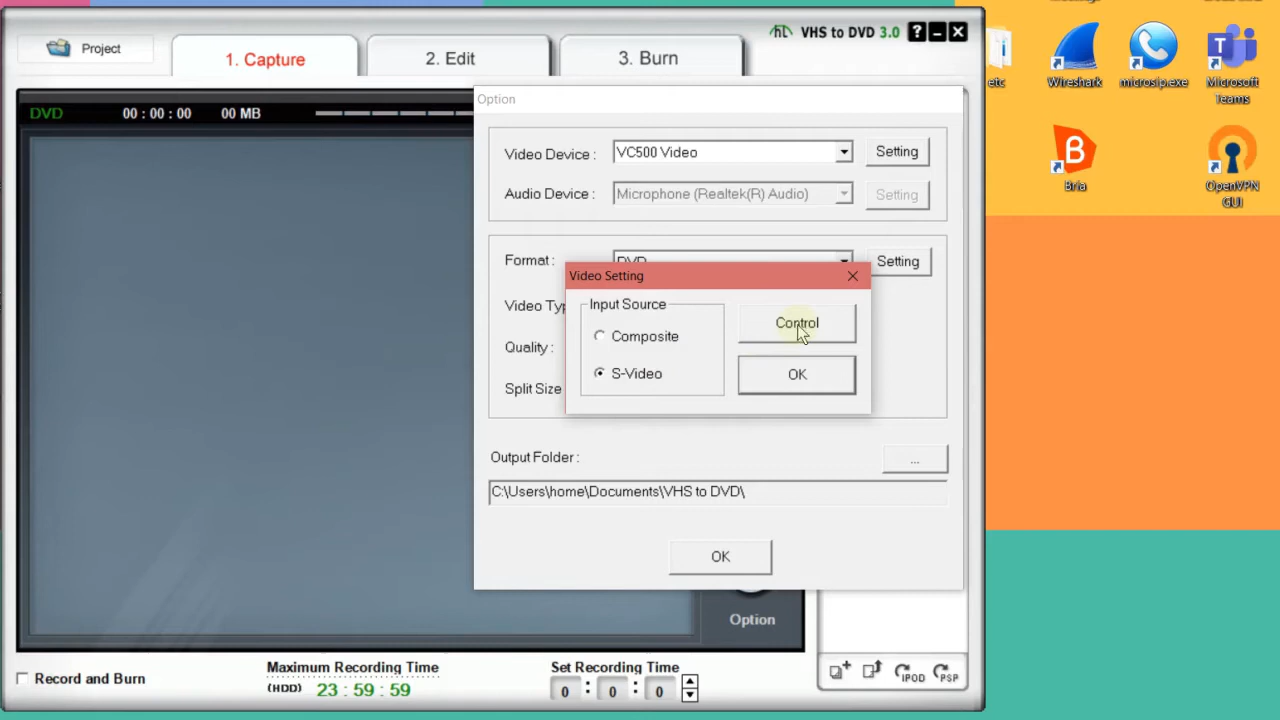 Project
1. Capture
2. Edit
3. Burn
VHS to DVD 3.0
?
DVD
00 : 00 : 00
00 MB
Option
Video Device :
VC500 Video
Setting
Audio Device :
Microphone (Realtek(R) Audio)
Setting
Format :
DVD
Setting
Video Typ
Quality :
Split Size
Video Setting
Input Source
Composite
S-Video
Control
OK
Output Folder :
...
C:\Users\home\Documents\VHS to DVD\
OK
Option
Record and Burn
Maximum Recording Time
(HDD) 23 : 59 : 59
Set Recording Time
0 : 0 : 0
IPOD
PSP
etc
Wireshark
microsip.exe
Microsoft
Teams
Bria
OpenVPN
GUI